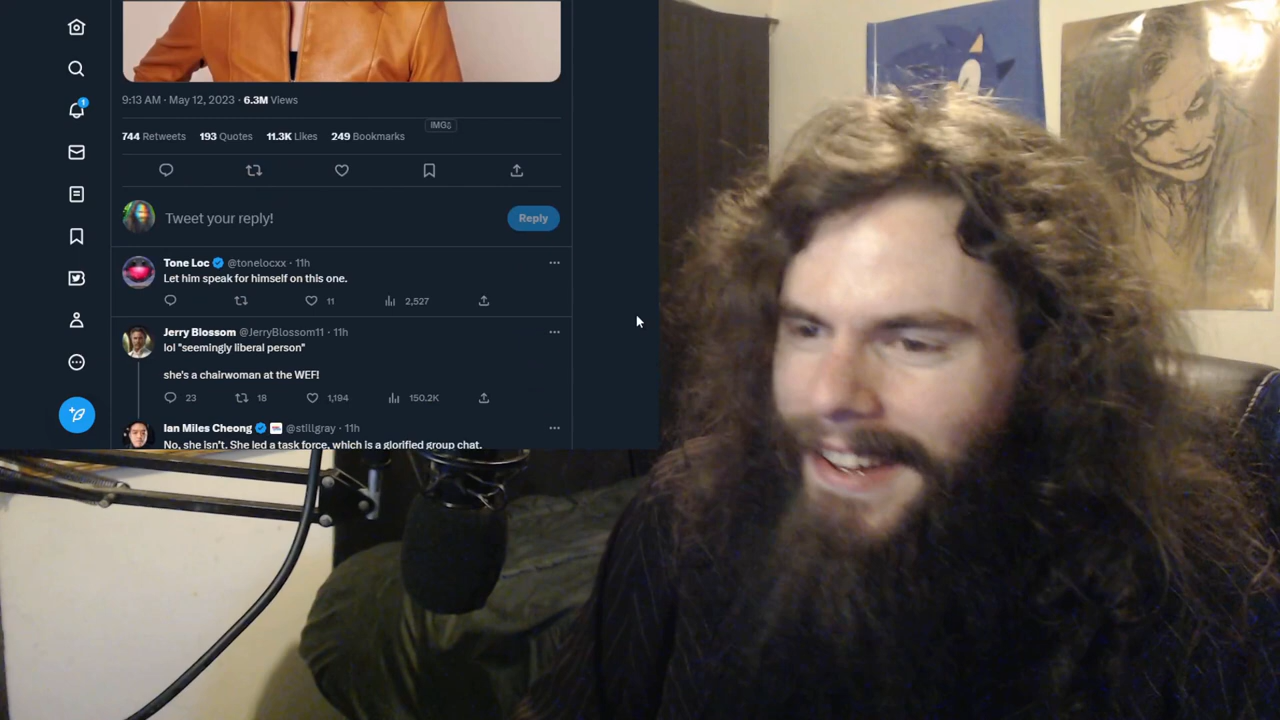 9:13 AM · May 12, 2023 · 6.3M Views
IMG⇩
744 Retweets 193 Quotes 11.3K Likes 249 Bookmarks
Tweet your reply!
Reply
1
Tone Loc @tonelocxx · 11h
Let him speak for himself on this one.
11 2,527
Jerry Blossom @JerryBlossom11 · 11h
lol "seemingly liberal person"
she's a chairwoman at the WEF!
23 18 1,194 150.2K
Ian Miles Cheong @stillgray · 11h
No, she isn't. She led a task force, which is a glorified group chat.